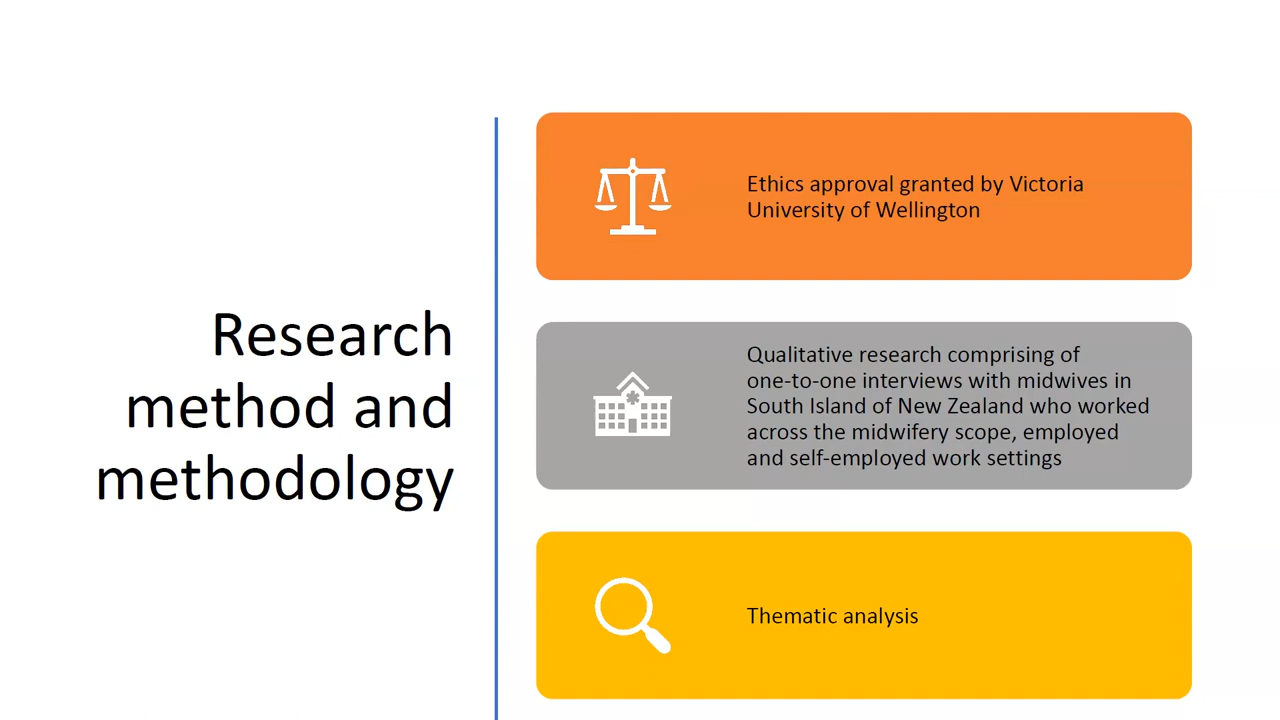 Research
method and
methodology
Ethics approval granted by Victoria
University of Wellington
Qualitative research comprising of
one-to-one interviews with midwives in
South Island of New Zealand who worked
across the midwifery scope, employed
and self-employed work settings
Thematic analysis